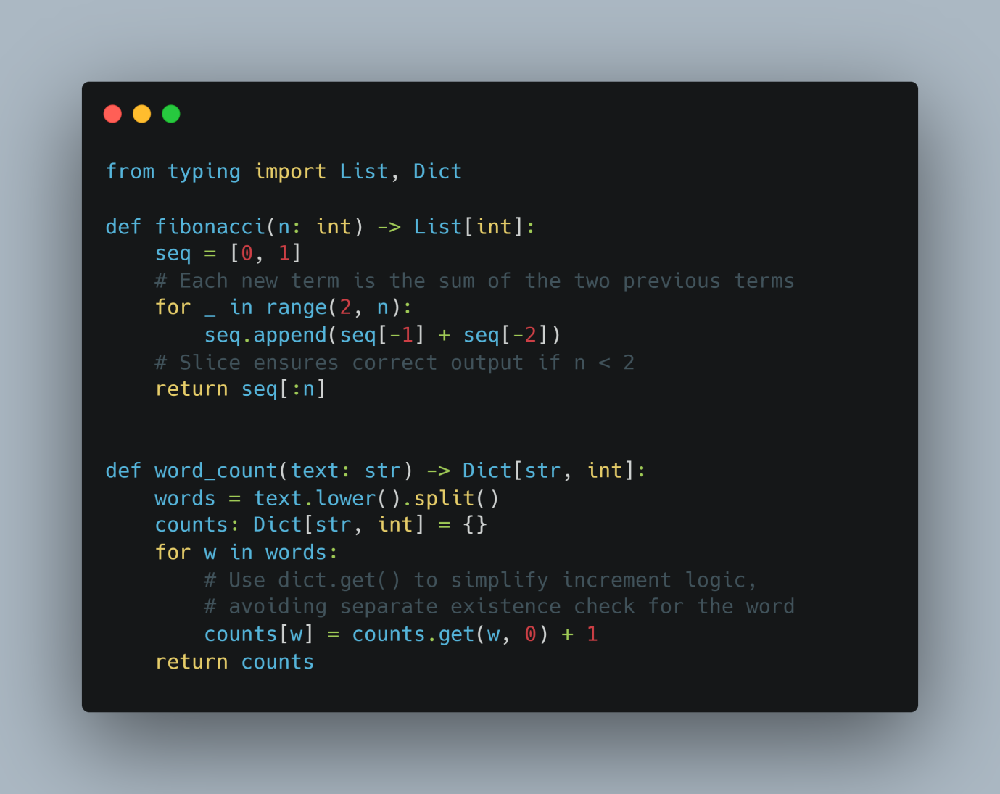 from typing import List, Dict

def fibonacci(n: int) -> List[int]:
    seq = [0, 1]
    # Each new term is the sum of the two previous terms
    for _ in range(2, n):
        seq.append(seq[-1] + seq[-2])
    # Slice ensures correct output if n < 2
    return seq[:n]


def word_count(text: str) -> Dict[str, int]:
    words = text.lower().split()
    counts: Dict[str, int] = {}
    for w in words:
        # Use dict.get() to simplify increment logic,
        # avoiding separate existence check for the word
        counts[w] = counts.get(w, 0) + 1
    return counts